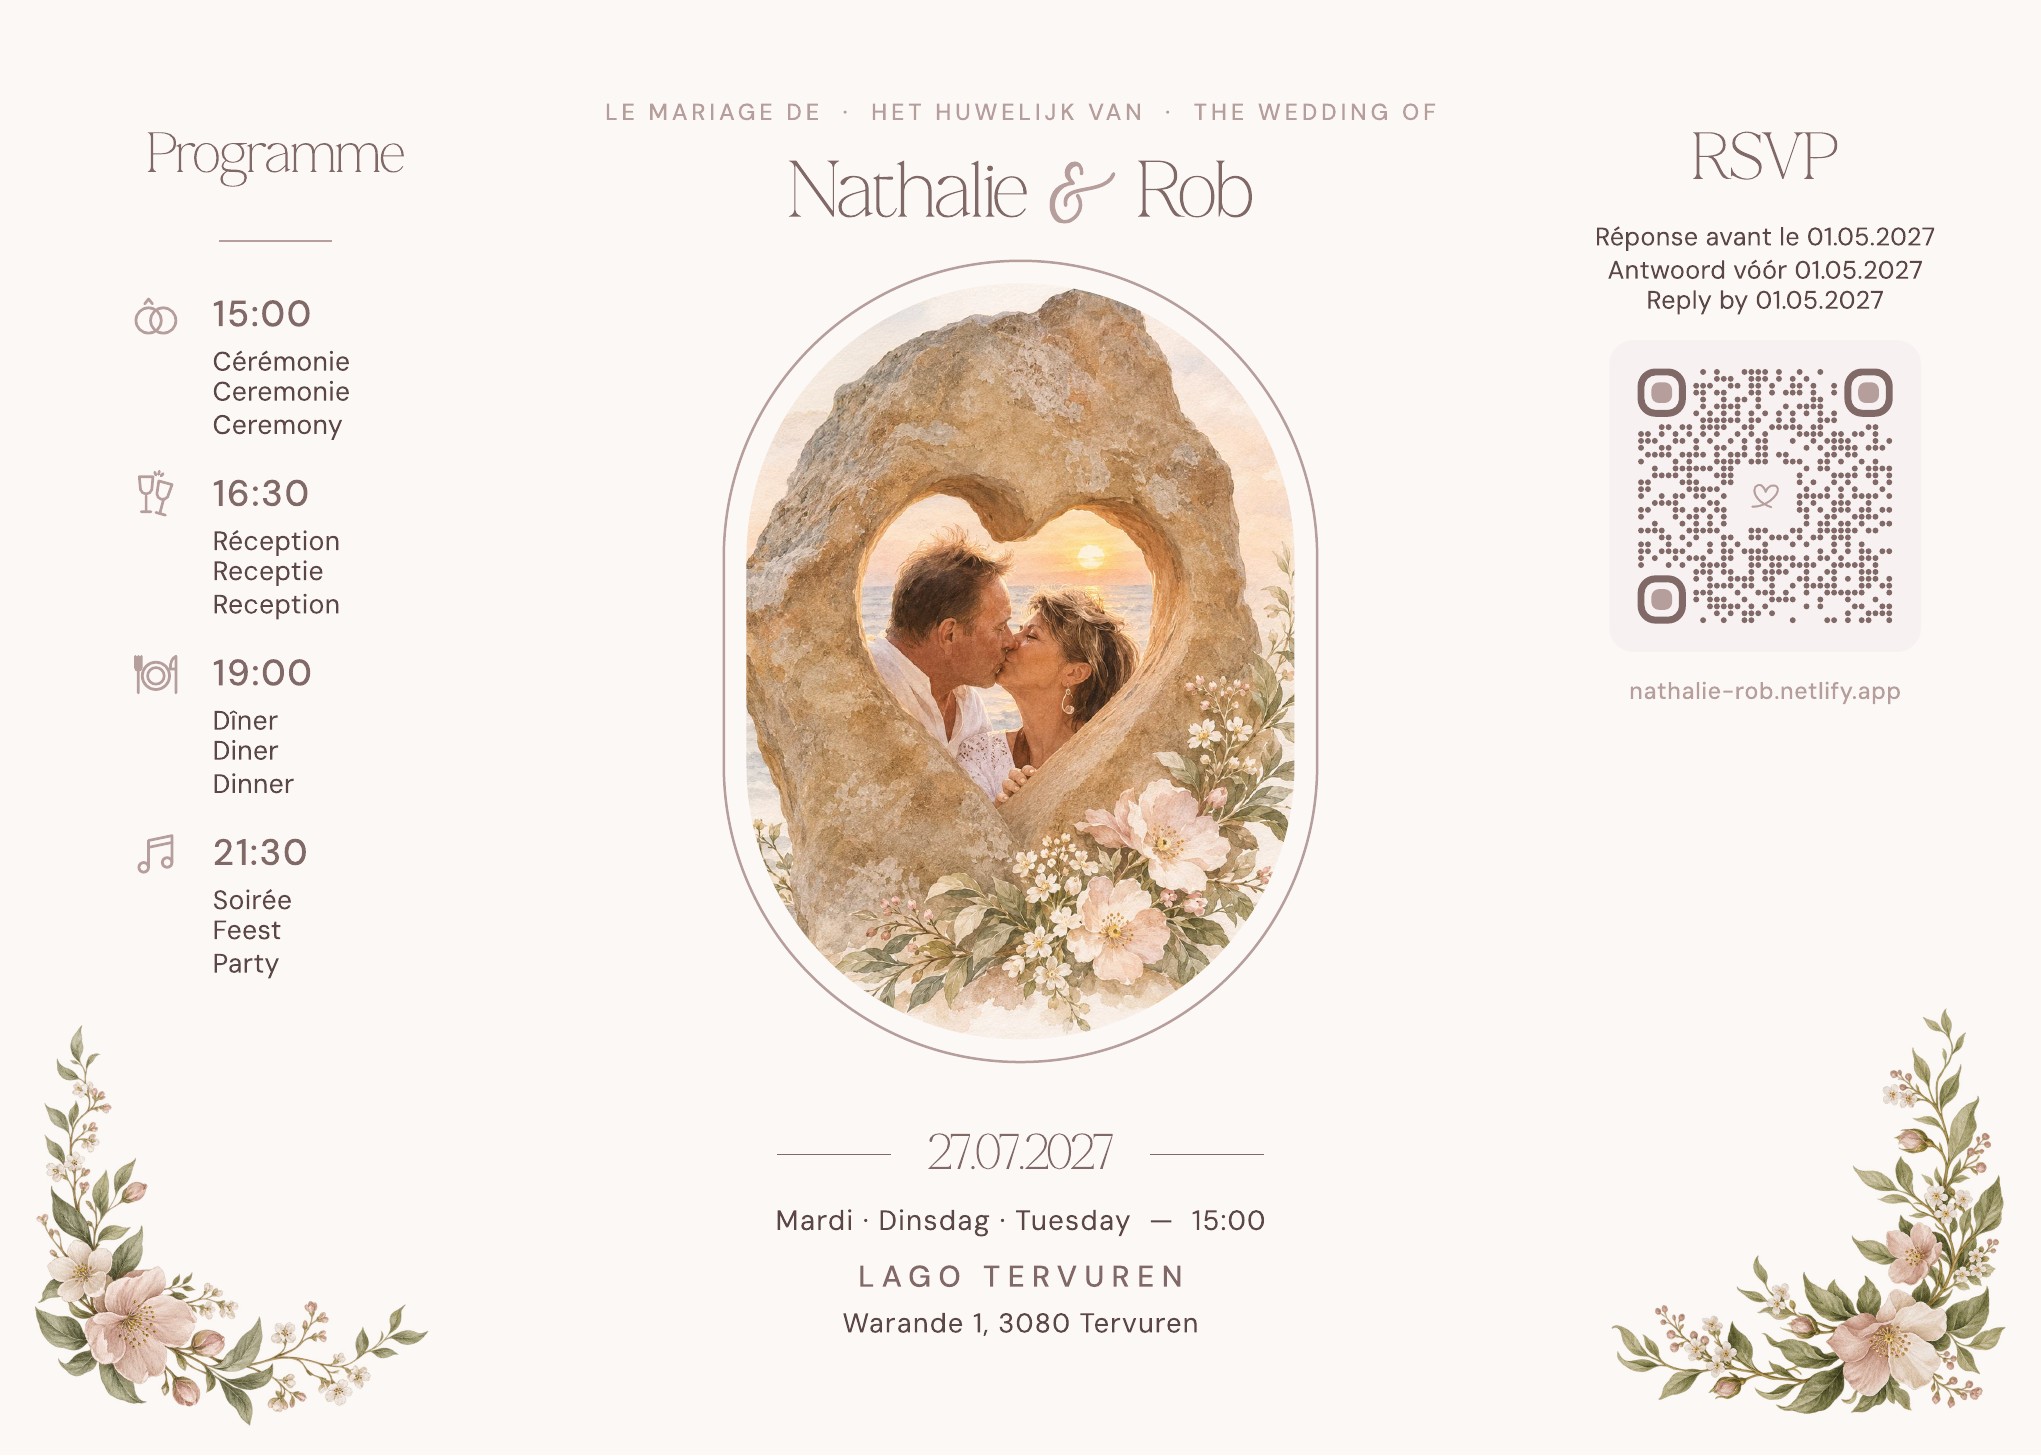 LE MARIAGE DE · HET HUWELIJK VAN · THE WEDDING OF
Nathalie & Rob
Programme
15:00
Cérémonie
Ceremonie
Ceremony
16:30
Réception
Receptie
Reception
19:00
Dîner
Diner
Dinner
21:30
Soirée
Feest
Party
27.07.2027
Mardi · Dinsdag · Tuesday — 15:00
LAGO TERVUREN
Warande 1, 3080 Tervuren
RSVP
Réponse avant le 01.05.2027
Antwoord vóór 01.05.2027
Reply by 01.05.2027
nathalie-rob.netlify.app